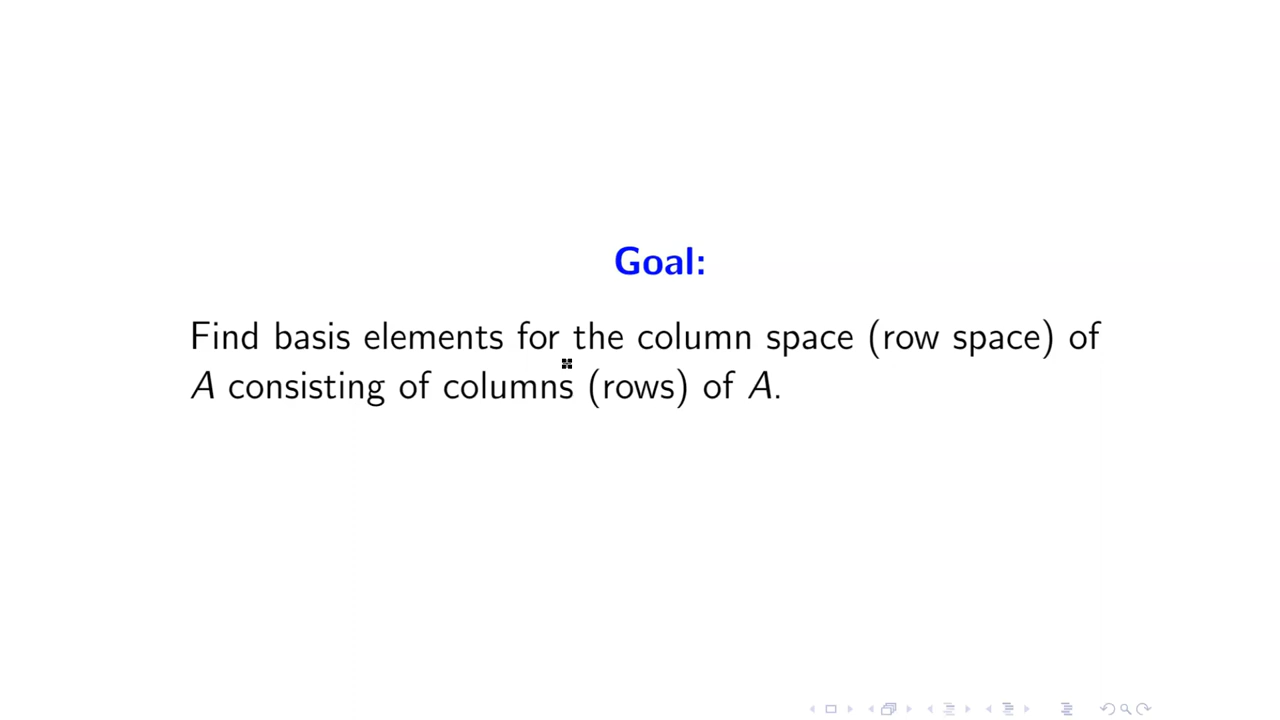 Goal:
Find basis elements for the column space (row space) of
A consisting of columns (rows) of A.